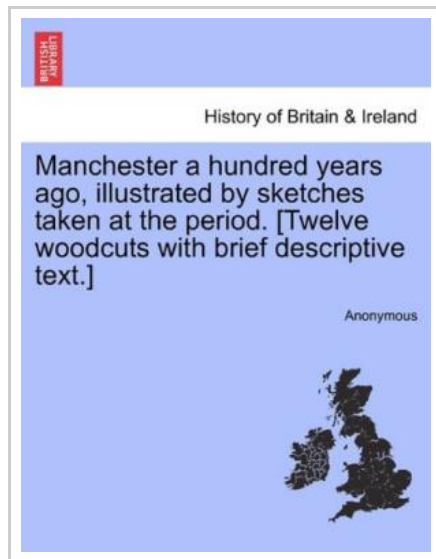 BRITISH
LIBRARY
History of Britain & Ireland
Manchester a hundred years
ago, illustrated by sketches
taken at the period. [Twelve
woodcuts with brief descriptive
text.]
Anonymous